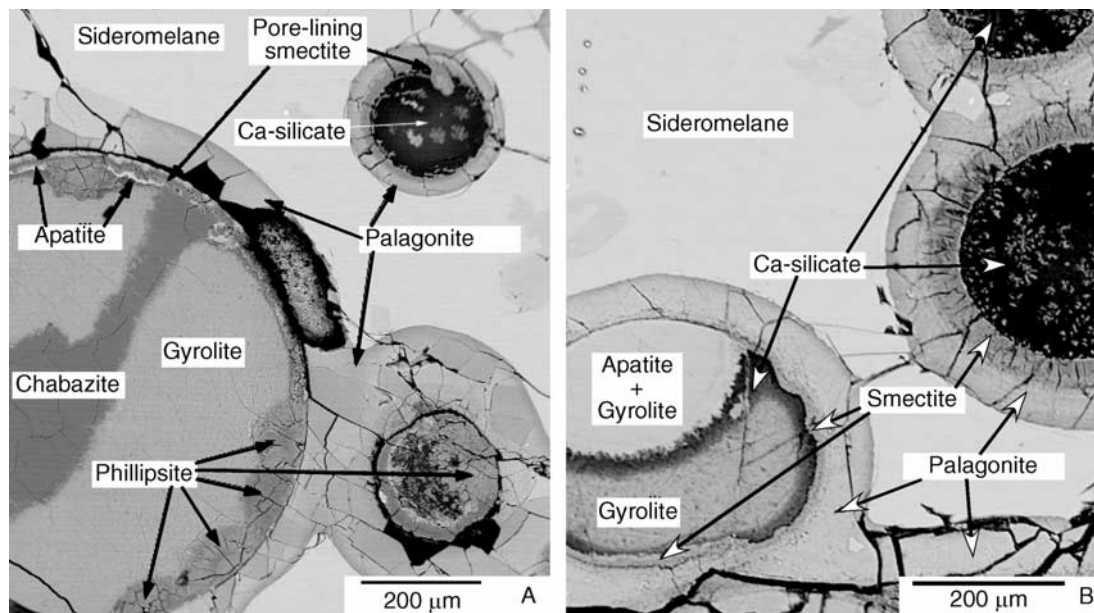 Sideromelane
Pore-lining
smectite
Ca-silicate
Apatite
Palagonite
Gyrolite
Chabazite
Phillipsite
200 µm
A
Sideromelane
Ca-silicate
Apatite
+
Gyrolite
Smectite
Palagonite
Gyrolite
200 µm
B